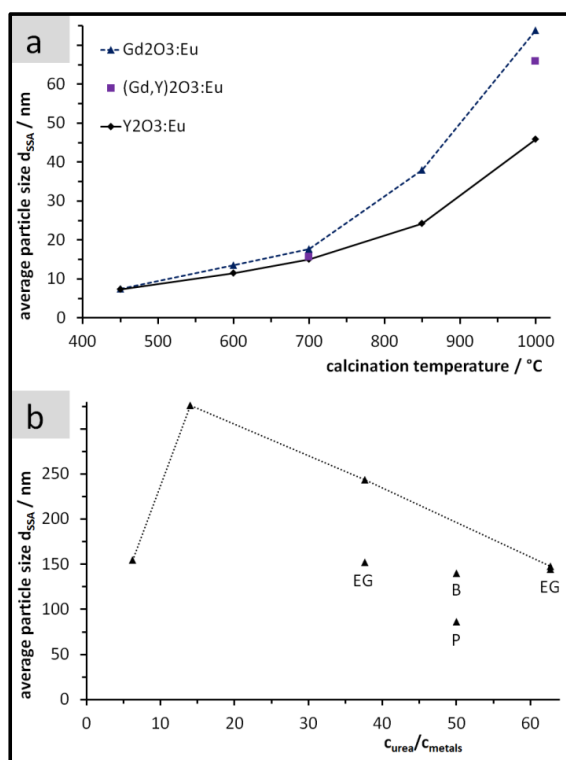 a
Gd2O3:Eu
(Gd,Y)2O3:Eu
Y2O3:Eu
average particle size dSSA / nm
60
50
40
30
20
10
0
400 500 600 700 800 900 1000
calcination temperature / °C
b
average particle size dSSA / nm
250
200
150
100
50
0
EG
B
EG
P
0 10 20 30 40 50 60
curea/cmetals